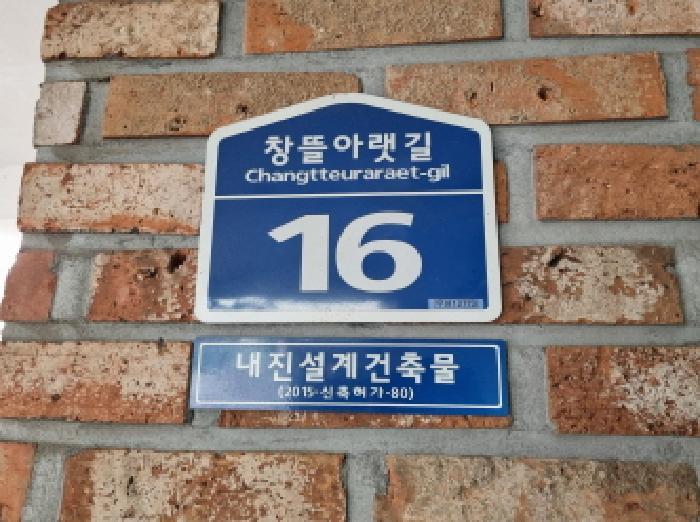 창뜰아랫길
Changtteuraraet-gil
16
내진설계건축물
(2015-신축허가-80)